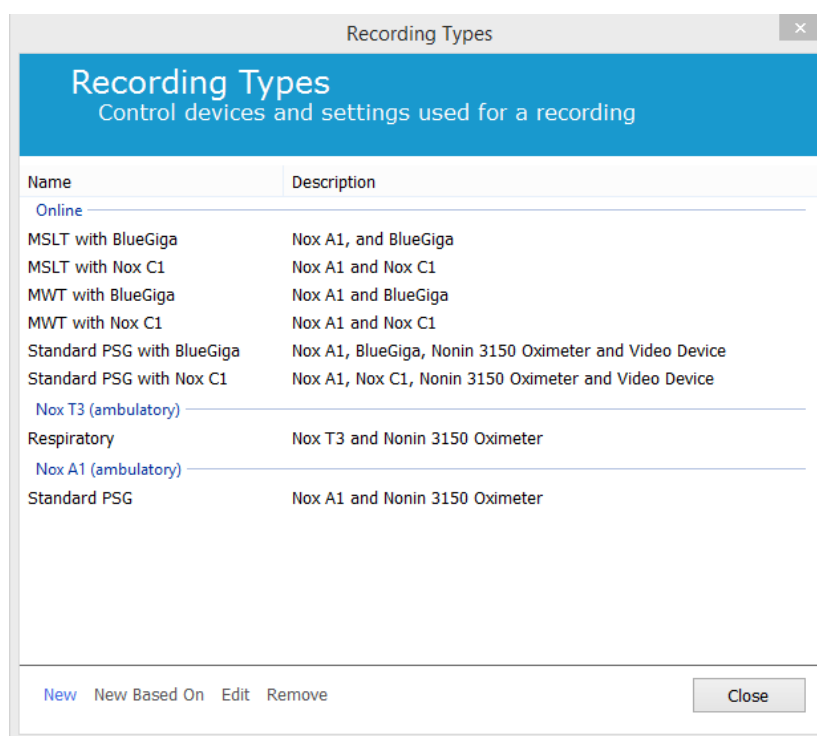 Recording Types
Recording Types
Control devices and settings used for a recording
Name Description
Online
MSLT with BlueGiga Nox A1, and BlueGiga
MSLT with Nox C1 Nox A1 and Nox C1
MWT with BlueGiga Nox A1 and BlueGiga
MWT with Nox C1 Nox A1 and Nox C1
Standard PSG with BlueGiga Nox A1, BlueGiga, Nonin 3150 Oximeter and Video Device
Standard PSG with Nox C1 Nox A1, Nox C1, Nonin 3150 Oximeter and Video Device
Nox T3 (ambulatory)
Respiratory Nox T3 and Nonin 3150 Oximeter
Nox A1 (ambulatory)
Standard PSG Nox A1 and Nonin 3150 Oximeter
New New Based On Edit Remove Close